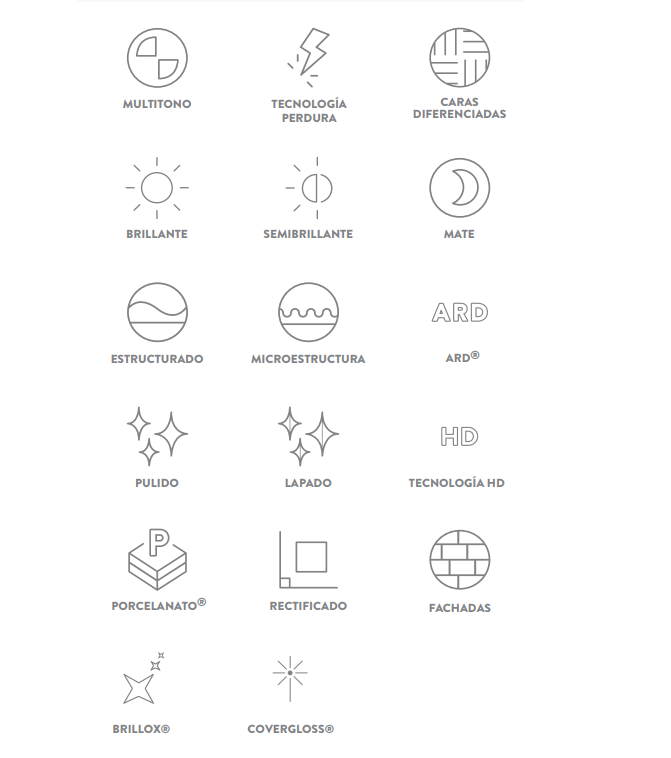 MULTITONO
TECNOLOGÍA
PERDURA
CARAS
DIFERENCIADAS
BRILLANTE
SEMIBRILLANTE
MATE
ESTRUCTURADO
MICROESTRUCTURA
ARD
ARD®
PULIDO
LAPADO
HD
TECNOLOGÍA HD
P
PORCELANATO®
RECTIFICADO
FACHADAS
BRILLOX®
COVERGLOSS®